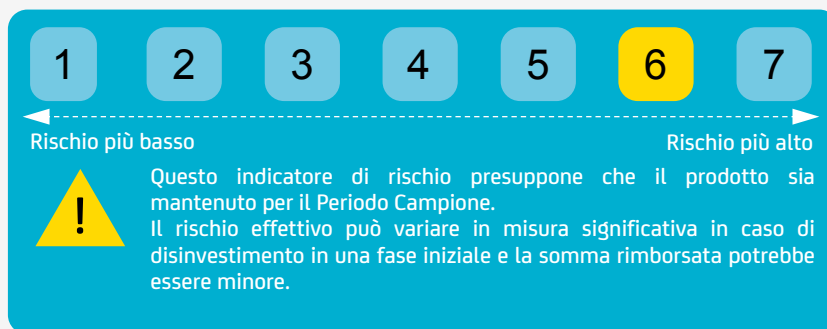 1 2 3 4 5 6 7
Rischio più basso Rischio più alto
!
Questo indicatore di rischio presuppone che il prodotto sia
mantenuto per il Periodo Campione.
Il rischio effettivo può variare in misura significativa in caso di
disinvestimento in una fase iniziale e la somma rimborsata potrebbe
essere minore.